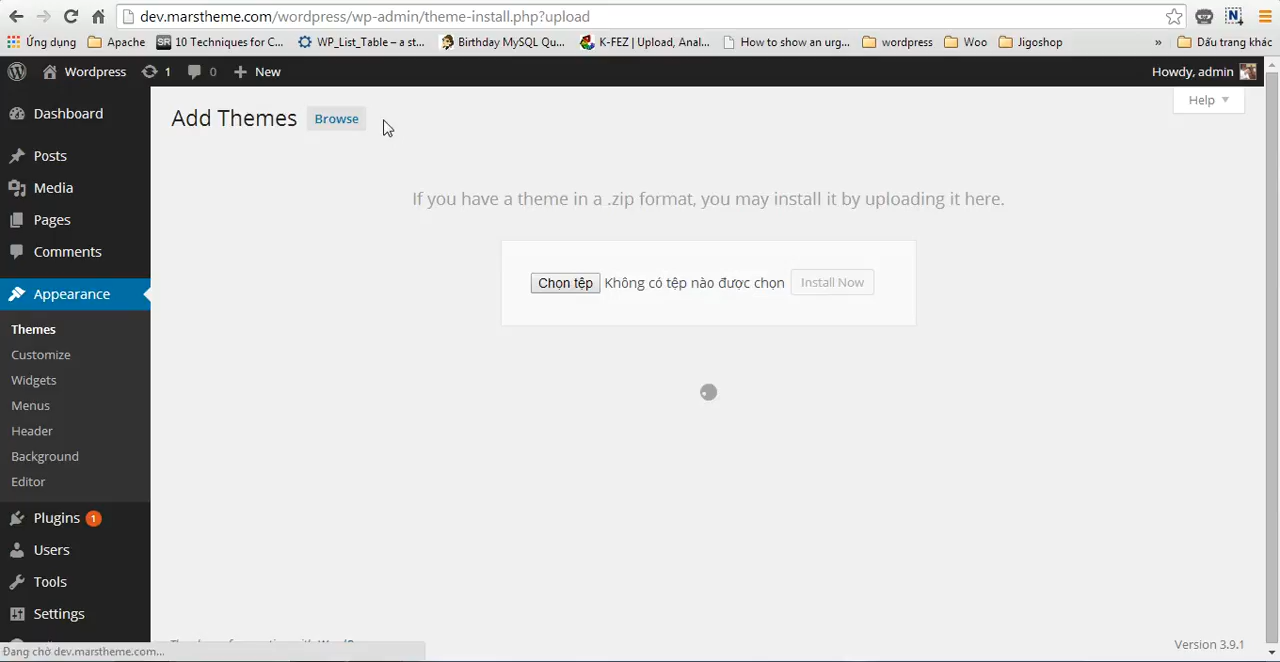 dev.marstheme.com/wordpress/wp-admin/theme-install.php?upload
Ứng dụng Apache SR 10 Techniques for C... WP_List_Table – a st... Birthday MySQL Qu... K-FEZ | Upload, Anal... How to show an urg... wordpress Woo Jigoshop » Dấu trang khác
Wordpress 1 0 New Howdy, admin
Help
Add Themes Browse
Dashboard
Posts
Media
Pages
Comments
Appearance
Themes
Customize
Widgets
Menus
Header
Background
Editor
Plugins 1
Users
Tools
Settings
If you have a theme in a .zip format, you may install it by uploading it here.
Chọn tệp Không có tệp nào được chọn Install Now
Version 3.9.1
Đang chờ dev.marstheme.com...